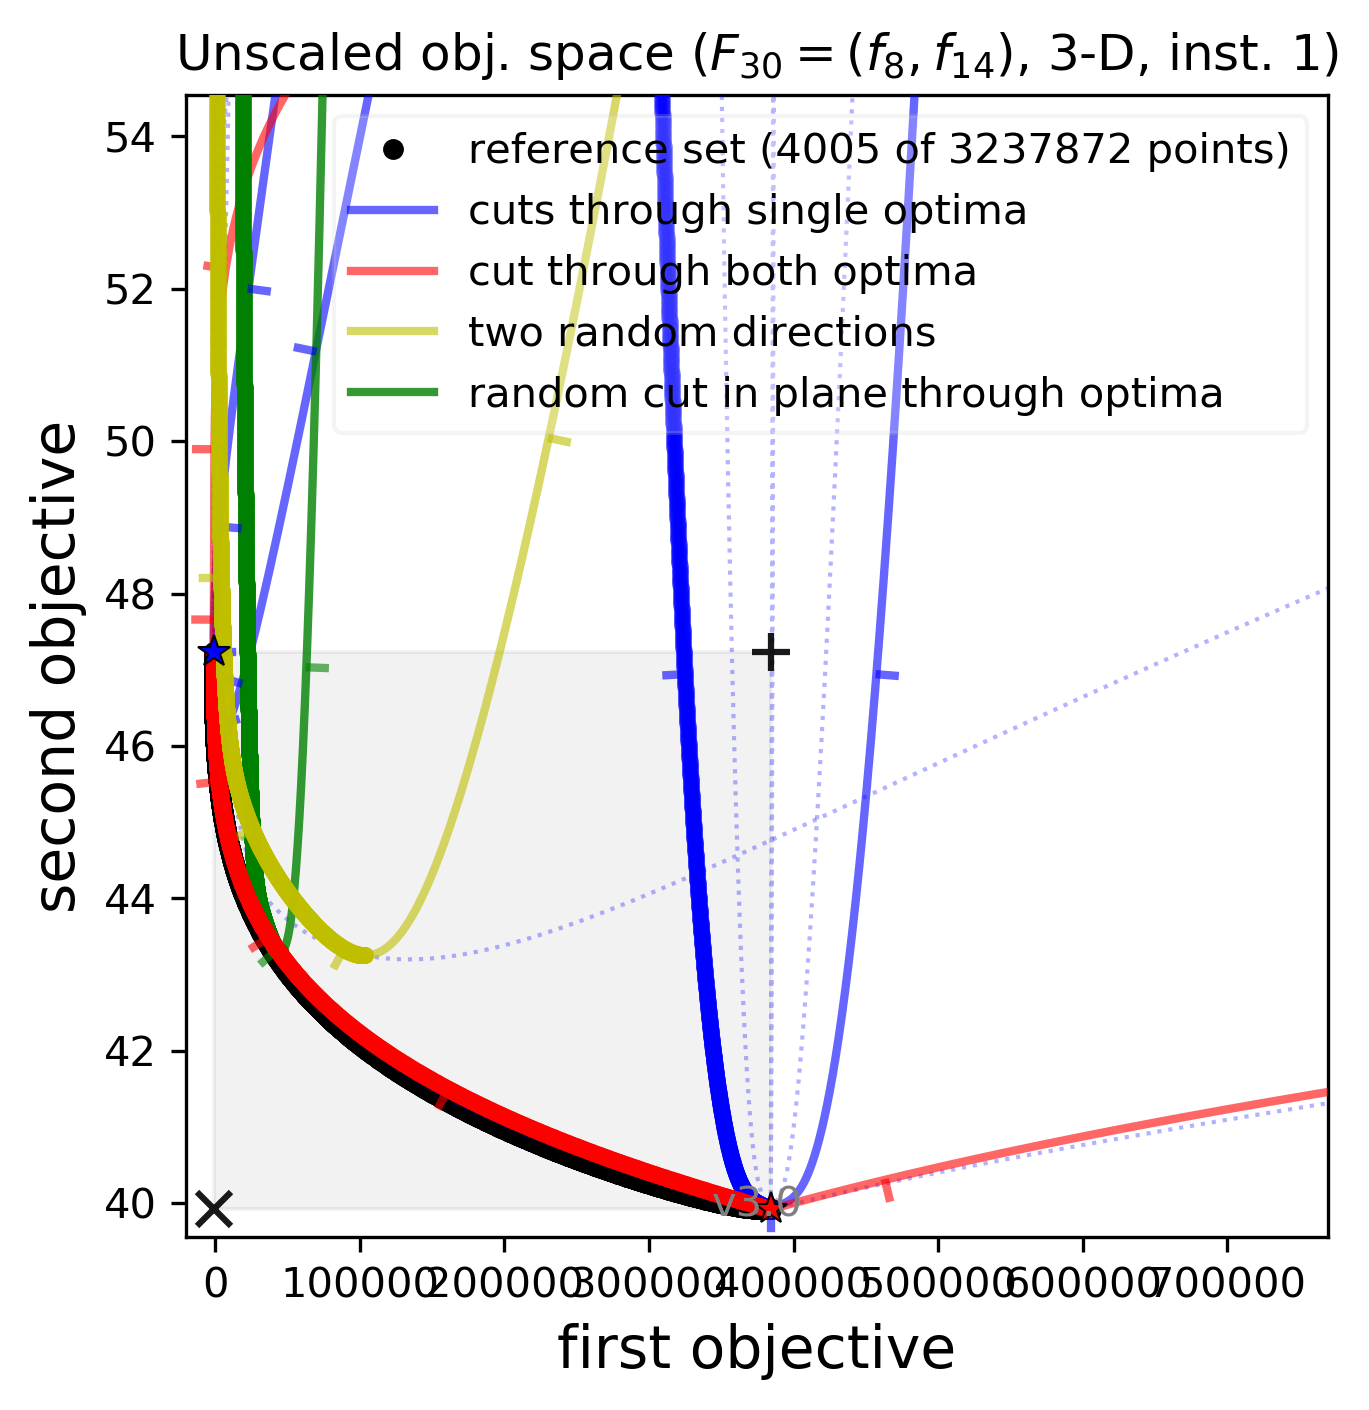 Unscaled obj. space (F30 = (f8, f14), 3-D, inst. 1)
54
52
50
48
46
44
42
40
second objective
reference set (4005 of 3237872 points)
cuts through single optima
cut through both optima
two random directions
random cut in plane through optima
v3.0
0 100000 200000 300000 400000 500000 600000 700000
first objective